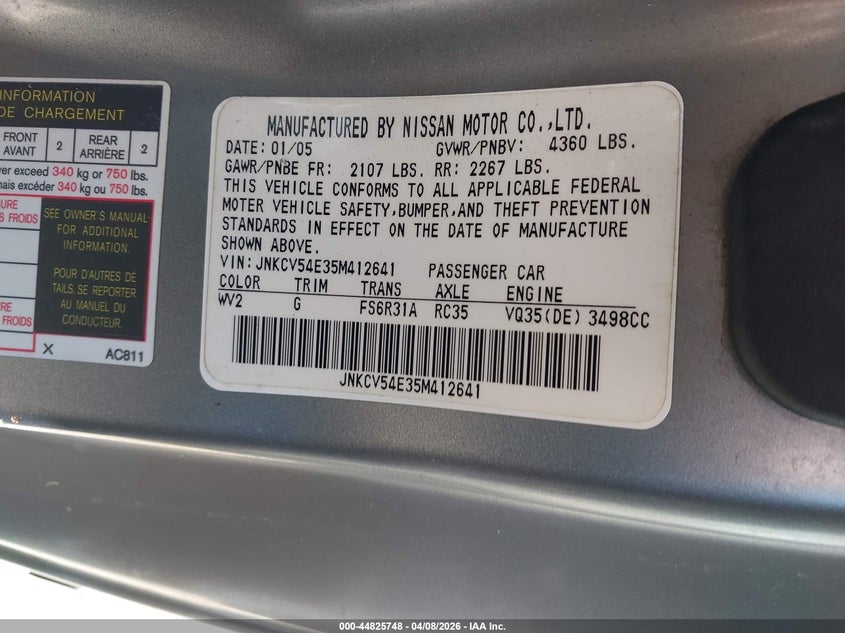 INFORMATION
DE CHARGEMENT
FRONT
AVANT
2
REAR
ARRIÈRE
2
ver exceed 340 kg or 750 lbs.
mais excéder 340 kg ou 750 lbs.
SEE OWNER'S MANUAL
FOR ADDITIONAL
INFORMATION.
POUR D'AUTRES DE
TAILS, SE REPORTER
AU MANUEL DU
CONDUCTEUR.
S FROIDS
FROIDS
X
AC811
MANUFACTURED BY NISSAN MOTOR CO.,LTD.
DATE: 01/05 GVWR/PNBV: 4360 LBS.
GAWR/PNBE FR: 2107 LBS. RR: 2267 LBS.
THIS VEHICLE CONFORMS TO ALL APPLICABLE FEDERAL
MOTER VEHICLE SAFETY,BUMPER,AND THEFT PREVENTION
STANDARDS IN EFFECT ON THE DATE OF MANUFACTURE
SHOWN ABOVE.
VIN: JNKCV54E35M412641 PASSENGER CAR
COLOR TRIM TRANS AXLE ENGINE
WV2 G FS6R31A RC35 VQ35(DE) 3498CC
JNKCV54E35M412641
000-44825748 - 04/08/2026 - IAA Inc.